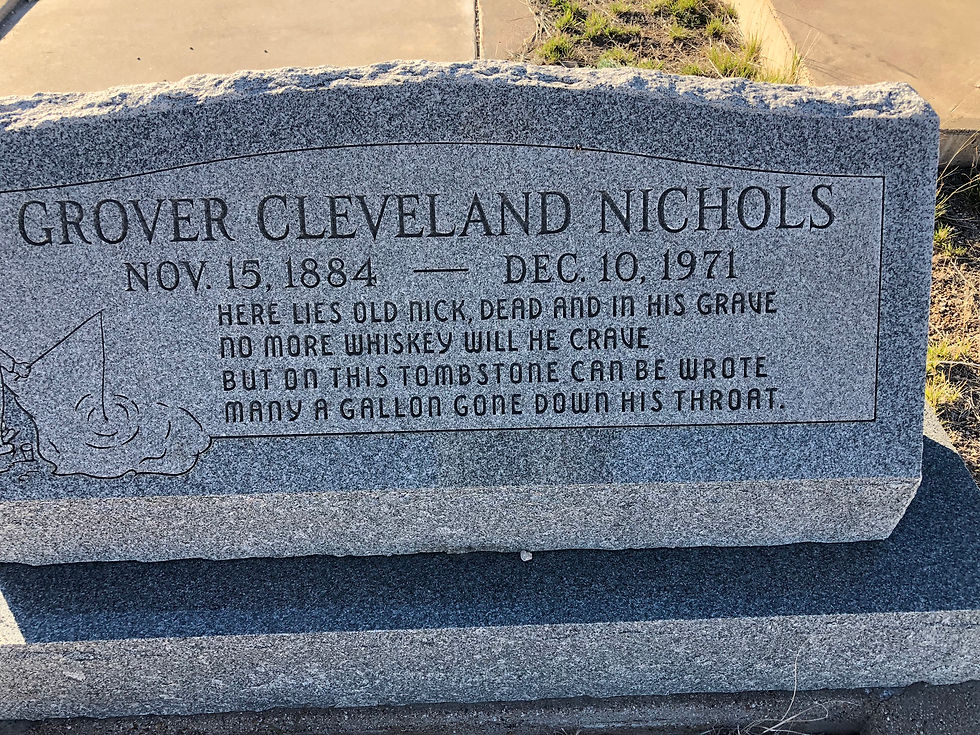 GROVER CLEVELAND NICHOLS
NOV. 15, 1884 — DEC. 10, 1971
HERE LIES OLD NICK, DEAD AND IN HIS GRAVE
NO MORE WHISKEY WILL HE CRAVE
BUT ON THIS TOMBSTONE CAN BE WROTE
MANY A GALLON GONE DOWN HIS THROAT.